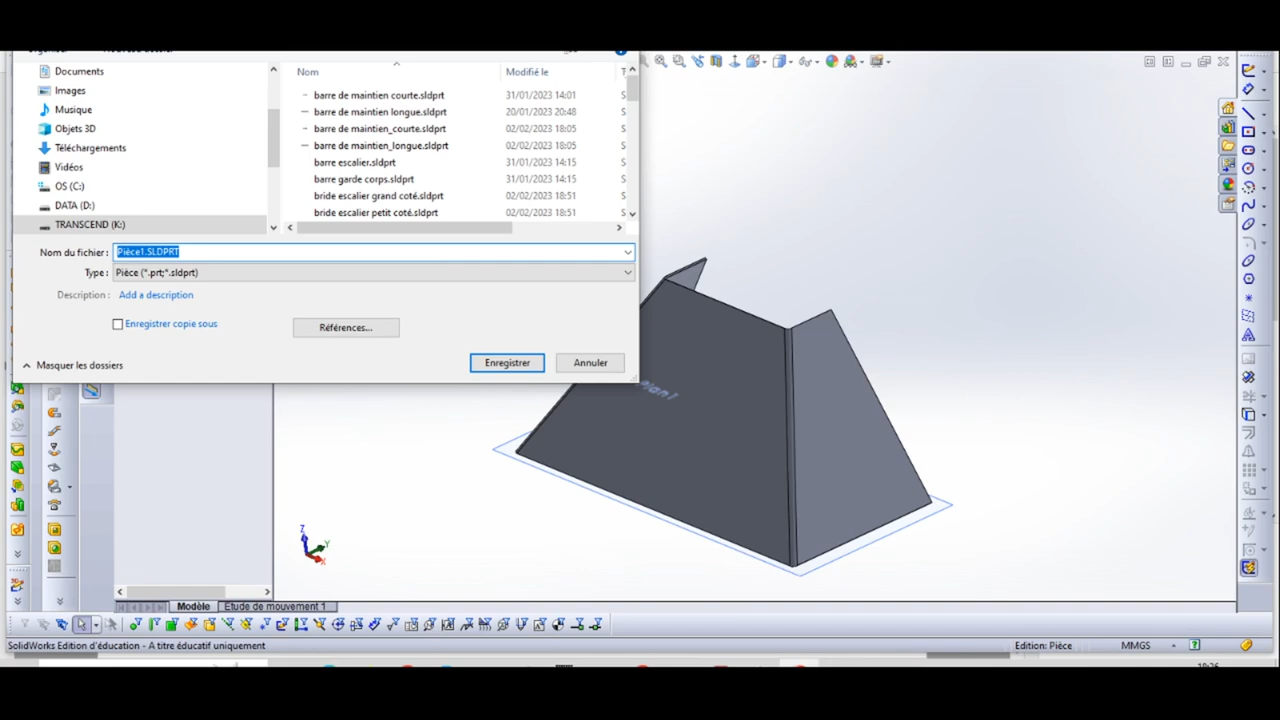 Documents
Images
Musique
Objets 3D
Téléchargements
Vidéos
OS (C:)
DATA (D:)
TRANSCEND (K:)
Nom Modifié le T
barre de maintien courte.sldprt 31/01/2023 14:01 S
barre de maintien longue.sldprt 20/01/2023 20:48 S
barre de maintien_courte.sldprt 02/02/2023 18:05 S
barre de maintien_longue.sldprt 02/02/2023 18:05 S
barre escalier.sldprt 31/01/2023 14:15 S
barre garde corps.sldprt 31/01/2023 14:15 S
bride escalier grand coté.sldprt 02/02/2023 18:51 S
bride escalier petit coté.sldprt 02/02/2023 18:51 S
Nom du fichier : Pièce1.SLDPRT
Type : Pièce (*.prt;*.sldprt)
Description : Add a description
Enregistrer copie sous
Références...
Masquer les dossiers
Enregistrer Annuler
Plan1
Z
Y
X
Modèle Etude de mouvement 1
SolidWorks Edition d'éducation - A titre éducatif uniquement Edition: Pièce MMGS